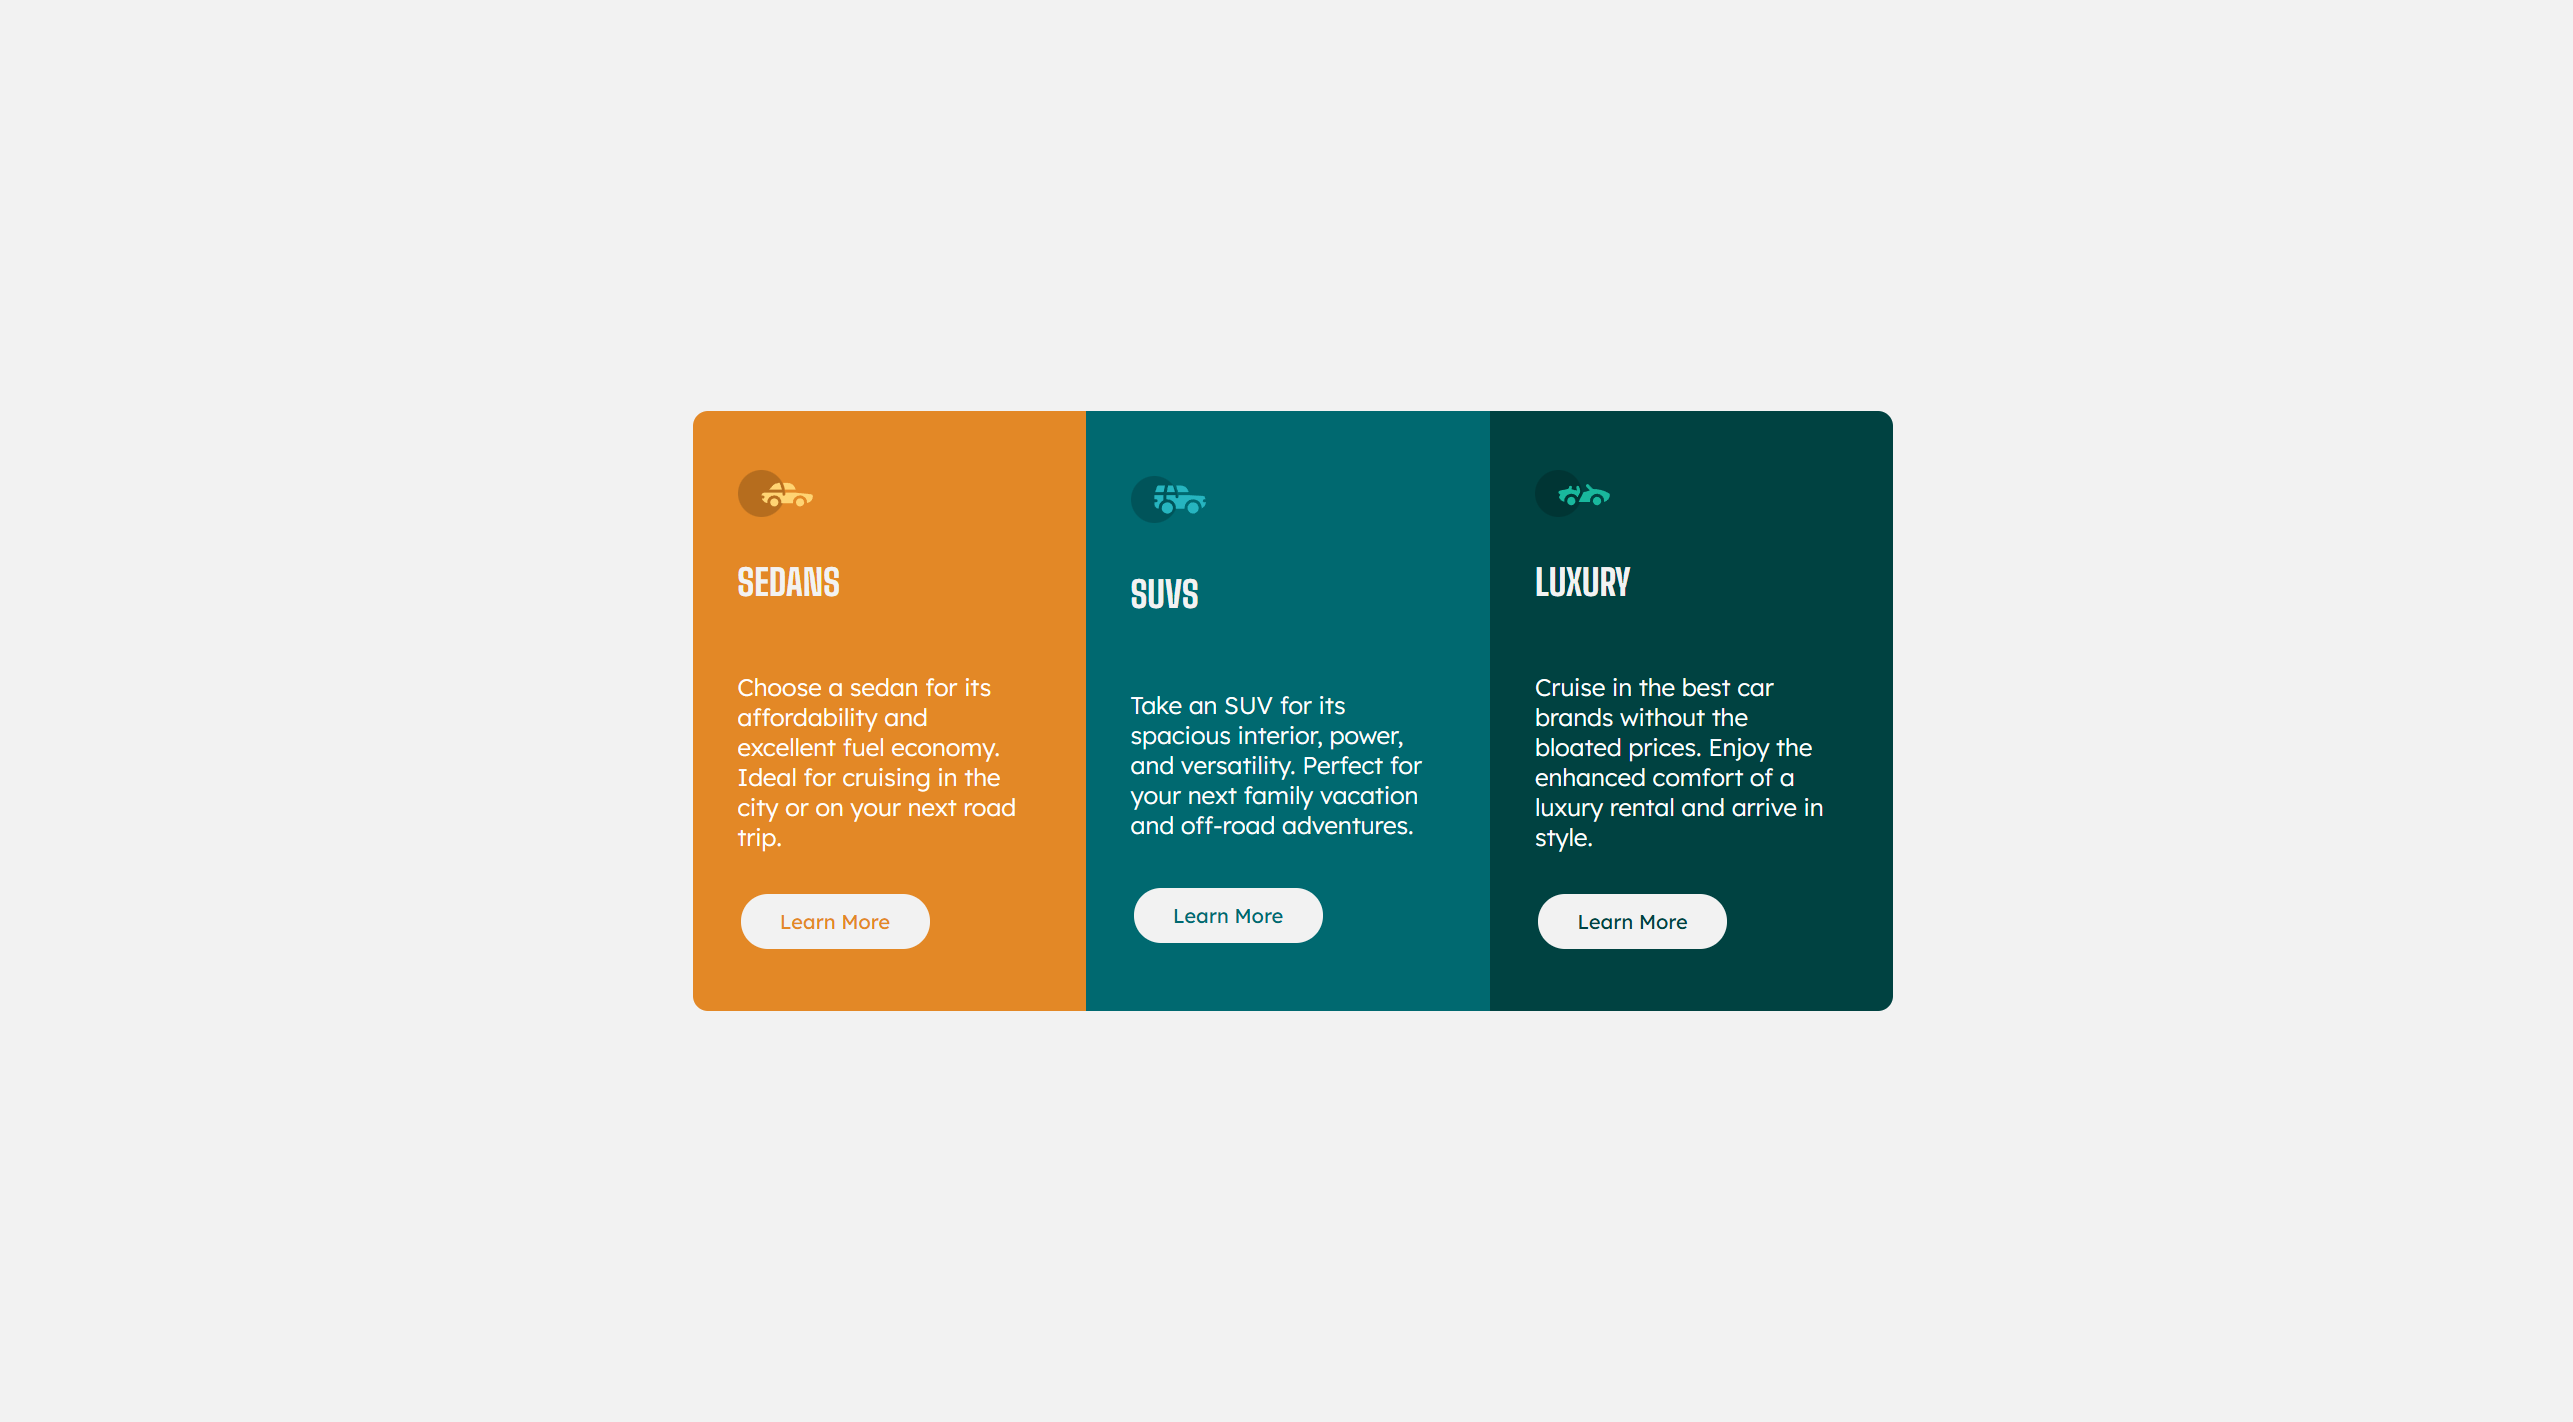 SEDANS
Choose a sedan for its
affordability and
excellent fuel economy.
Ideal for cruising in the
city or on your next road
trip.
Learn More
SUVS
Take an SUV for its
spacious interior, power,
and versatility. Perfect for
your next family vacation
and off-road adventures.
Learn More
LUXURY
Cruise in the best car
brands without the
bloated prices. Enjoy the
enhanced comfort of a
luxury rental and arrive in
style.
Learn More